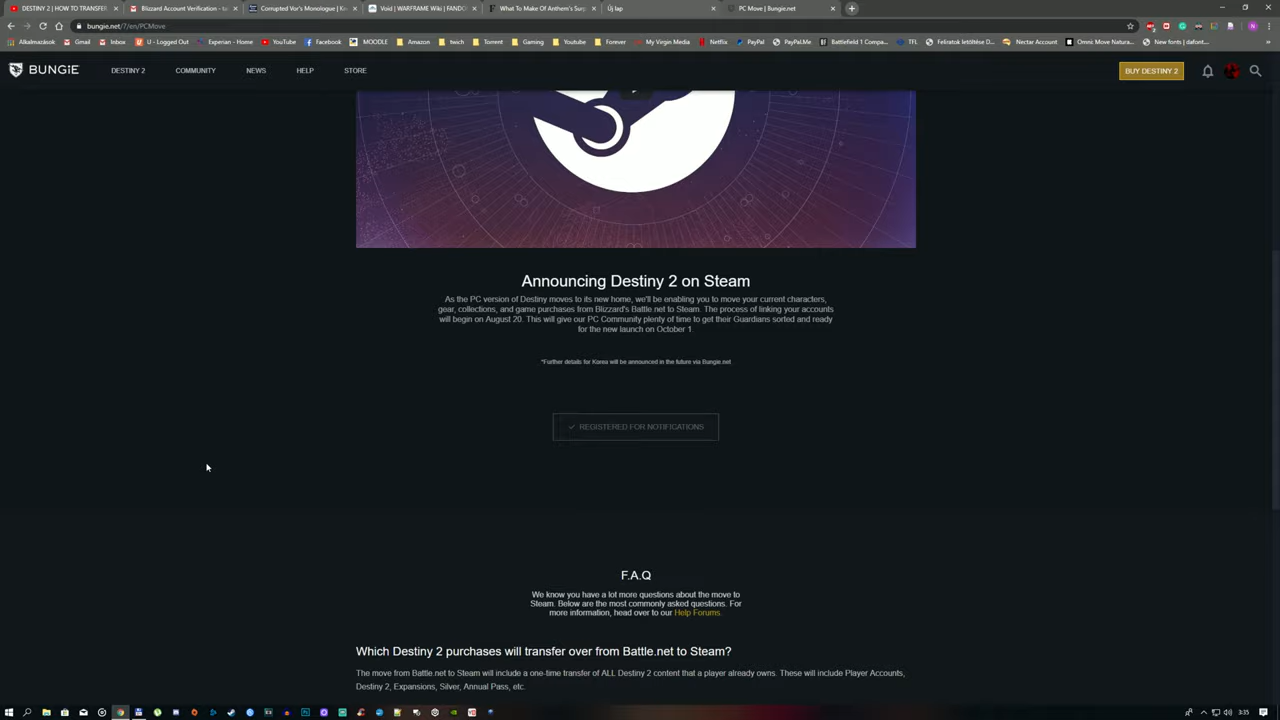 DESTINY 2 | HOW TO TRANSFER
Blizzard Account Verification - ta
Corrupted Vor's Monologue | Ki
Void | WARFRAME Wiki | FANDO
What To Make Of Anthem's Surp
Új lap
PC Move | Bungie.net
bungie.net/7/en/PCMove
Alkalmazások
Gmail
Inbox
U - Logged Out
Experian - Home
YouTube
Facebook
MOODLE
Amazon
twich
Torrent
Gaming
Youtube
Forever
My Virgin Media
Netflix
PayPal
PayPal.Me
Battlefield 1 Compa...
TFL
Feliratok letöltése D...
Nectar Account
Omnic Move Natura...
New fonts | dafont...
BUNGIE
DESTINY 2
COMMUNITY
NEWS
HELP
STORE
BUY DESTINY 2
Announcing Destiny 2 on Steam
As the PC version of Destiny moves to its new home, we'll be enabling you to move your current characters,
gear, collections, and game purchases from Blizzard's Battle.net to Steam. The process of linking your accounts
will begin on August 20. This will give our PC Community plenty of time to get their Guardians sorted and ready
for the new launch on October 1.
*Further details for Korea will be announced in the future via Bungie.net
REGISTERED FOR NOTIFICATIONS
F.A.Q
We know you have a lot more questions about the move to
Steam. Below are the most commonly asked questions. For
more information, head over to our Help Forums.
Which Destiny 2 purchases will transfer over from Battle.net to Steam?
The move from Battle.net to Steam will include a one-time transfer of ALL Destiny 2 content that a player already owns. These will include Player Accounts,
Destiny 2, Expansions, Silver, Annual Pass, etc.
3:35